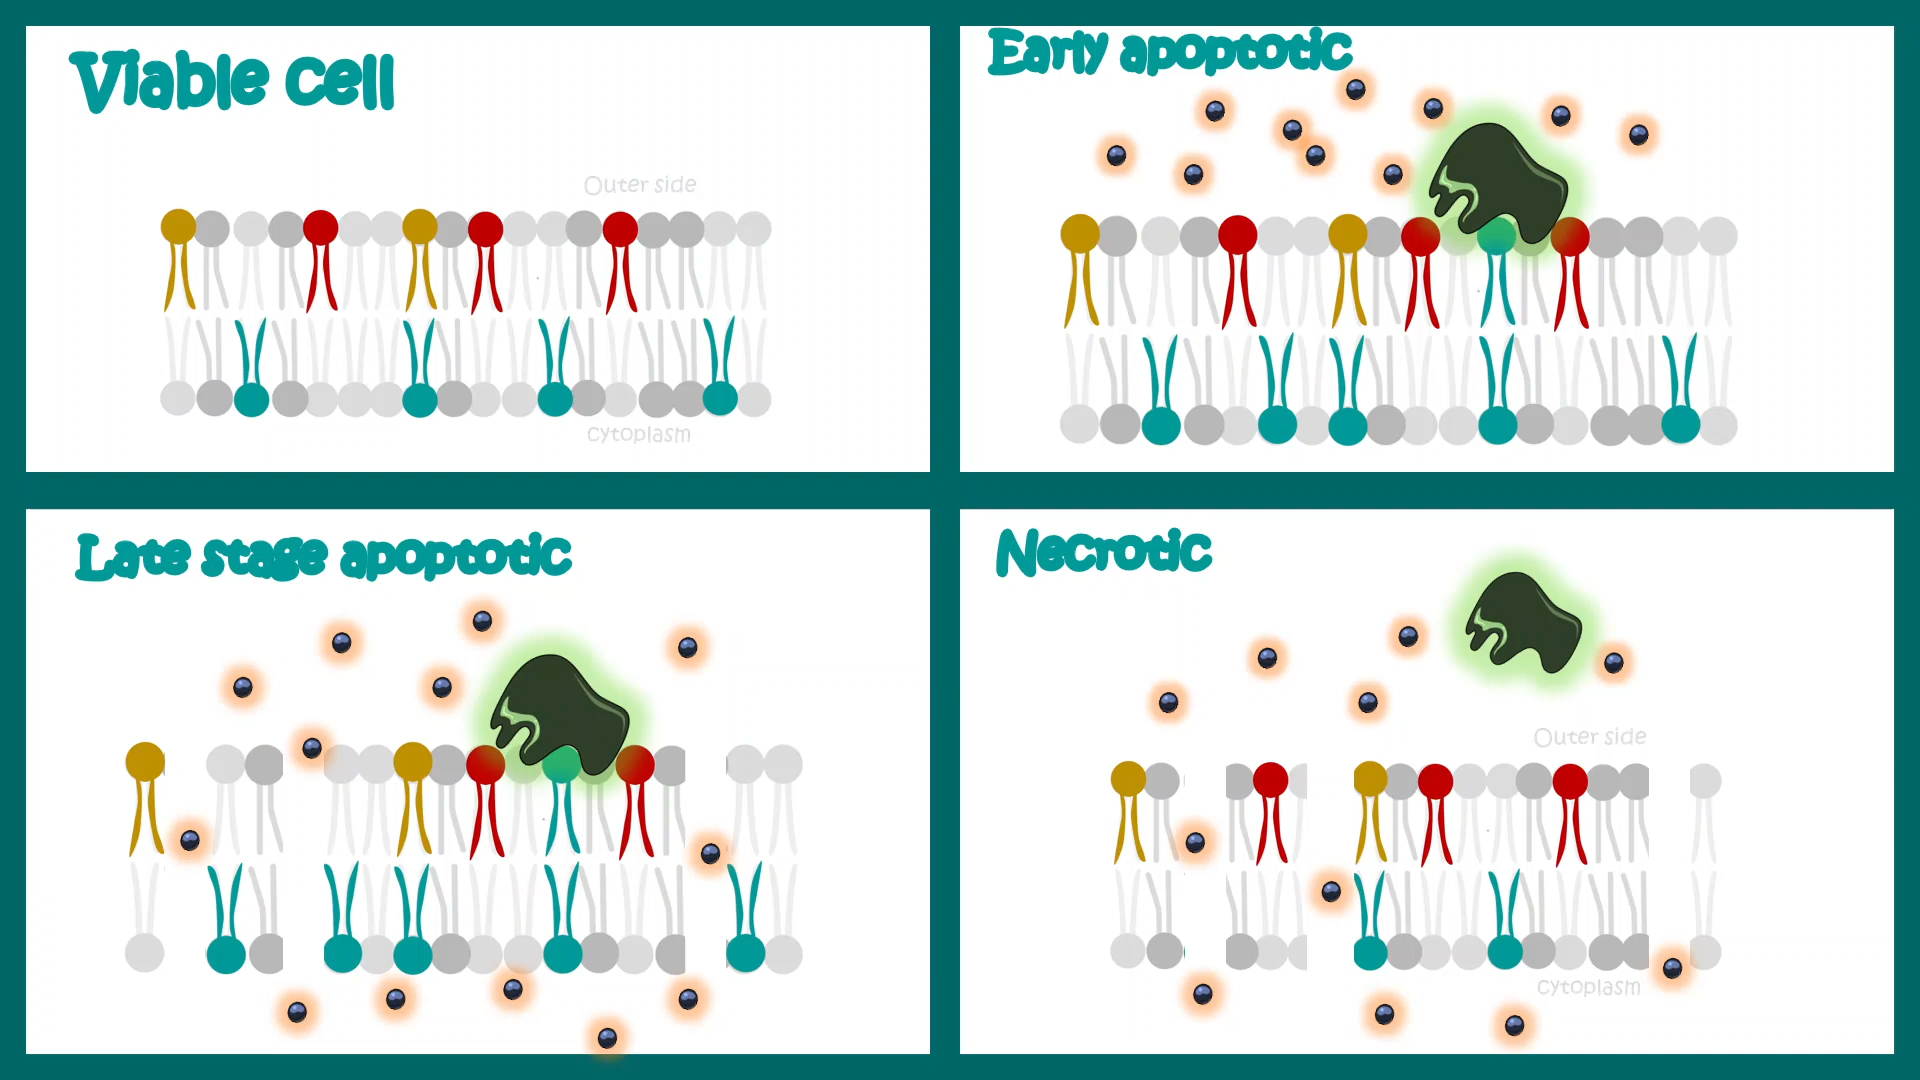 Viable cell
Outer side
cytoplasm
Early apoptotic
Late stage apoptotic
Necrotic
Outer side
cytoplasm